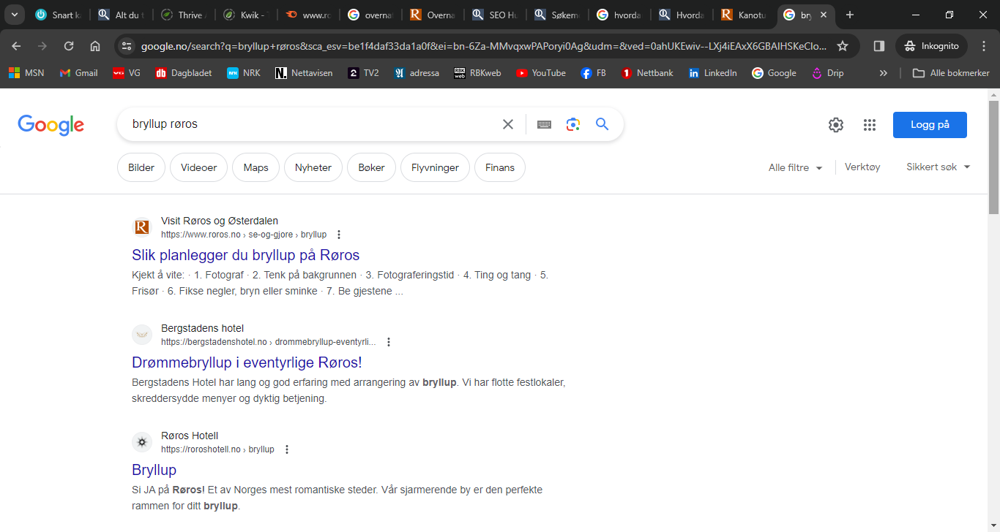 Snart k
Alt du t
Thrive
Kwik -
www.ro
overnat
Overna
SEO Hu
Søkem
hvorda
Hvorda
Kanotu
bry
google.no/search?q=bryllup+røros&sca_esv=be1f4daf33da1a0f&ei=bn-6Za-MMvqxwPAPoryi0Ag&udm=&ved=0ahUKEwiv--LXj4iEAxX6GBAIHSKeClo...
Inkognito
MSN
Gmail
VG
Dagbladet
NRK
Nettavisen
TV2
adressa
RBKweb
YouTube
FB
Nettbank
LinkedIn
Google
Drip
Alle bokmerker
Google
bryllup røros
Logg på
Bilder
Videoer
Maps
Nyheter
Bøker
Flyvninger
Finans
Alle filtre
Verktøy
Sikkert søk
Visit Røros og Østerdalen
https://www.roros.no › se-og-gjore › bryllup
Slik planlegger du bryllup på Røros
Kjekt å vite: · 1. Fotograf · 2. Tenk på bakgrunnen · 3. Fotograferingstid · 4. Ting og tang · 5.
Frisør · 6. Fikse negler, bryn eller sminke · 7. Be gjestene ...
Bergstadens hotel
https://bergstadenshotel.no › drommebryllup-eventyrli...
Drømmebryllup i eventyrlige Røros!
Bergstadens Hotel har lang og god erfaring med arrangering av bryllup. Vi har flotte festlokaler,
skreddersydde menyer og dyktig betjening.
Røros Hotell
https://roroshotell.no › bryllup
Bryllup
Si JA på Røros! Et av Norges mest romantiske steder. Vår sjarmerende by er den perfekte
rammen for ditt bryllup.